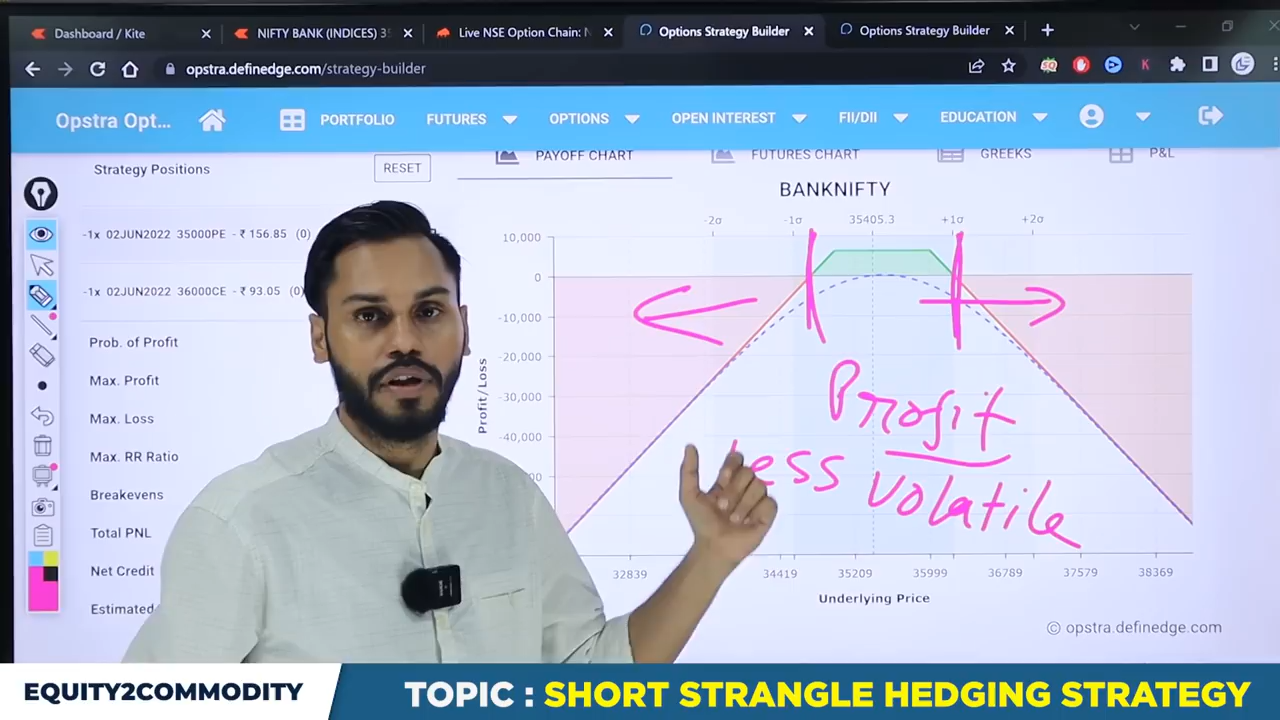 Dashboard / Kite
NIFTY BANK (INDICES) 35
Live NSE Option Chain: N
Options Strategy Builder
Options Strategy Builder
opstra.definedge.com/strategy-builder
Opstra Opt...
PORTFOLIO
FUTURES
OPTIONS
OPEN INTEREST
FII/DII
EDUCATION
Strategy Positions
RESET
PAYOFF CHART
FUTURES CHART
GREEKS
P&L
BANKNIFTY
-2σ -1σ 35405.3 +1σ +2σ
-1x 02JUN2022 35000PE - ₹ 156.85 (0)
-1x 02JUN2022 36000CE - ₹ 93.05 (0)
Prob. of Profit
Max. Profit
Max. Loss
Max. RR Ratio
Breakevens
Total PNL
Net Credit
Estimated
Profit/Loss
10,000
0
-10,000
-20,000
-30,000
-40,000
Profit
Less Volatile
32839 34419 35209 35999 36789 37579 38369
Underlying Price
© opstra.definedge.com
EQUITY2COMMODITY
TOPIC : SHORT STRANGLE HEDGING STRATEGY